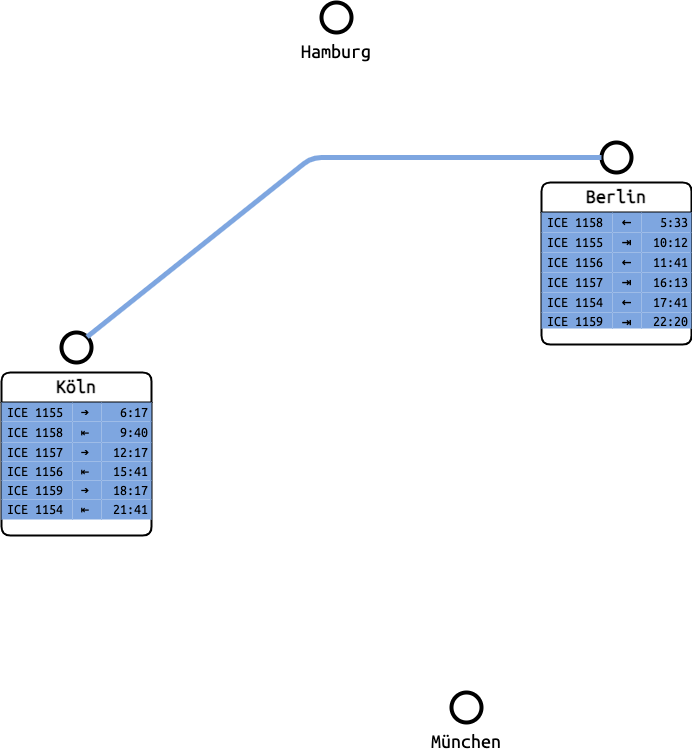 Hamburg
Berlin
ICE 1158 ← 5:33
ICE 1155 ⇥ 10:12
ICE 1156 ← 11:41
ICE 1157 ⇥ 16:13
ICE 1154 ← 17:41
ICE 1159 ⇥ 22:20
Köln
ICE 1155 → 6:17
ICE 1158 ⇤ 9:40
ICE 1157 → 12:17
ICE 1156 ⇤ 15:41
ICE 1159 → 18:17
ICE 1154 ⇤ 21:41
München